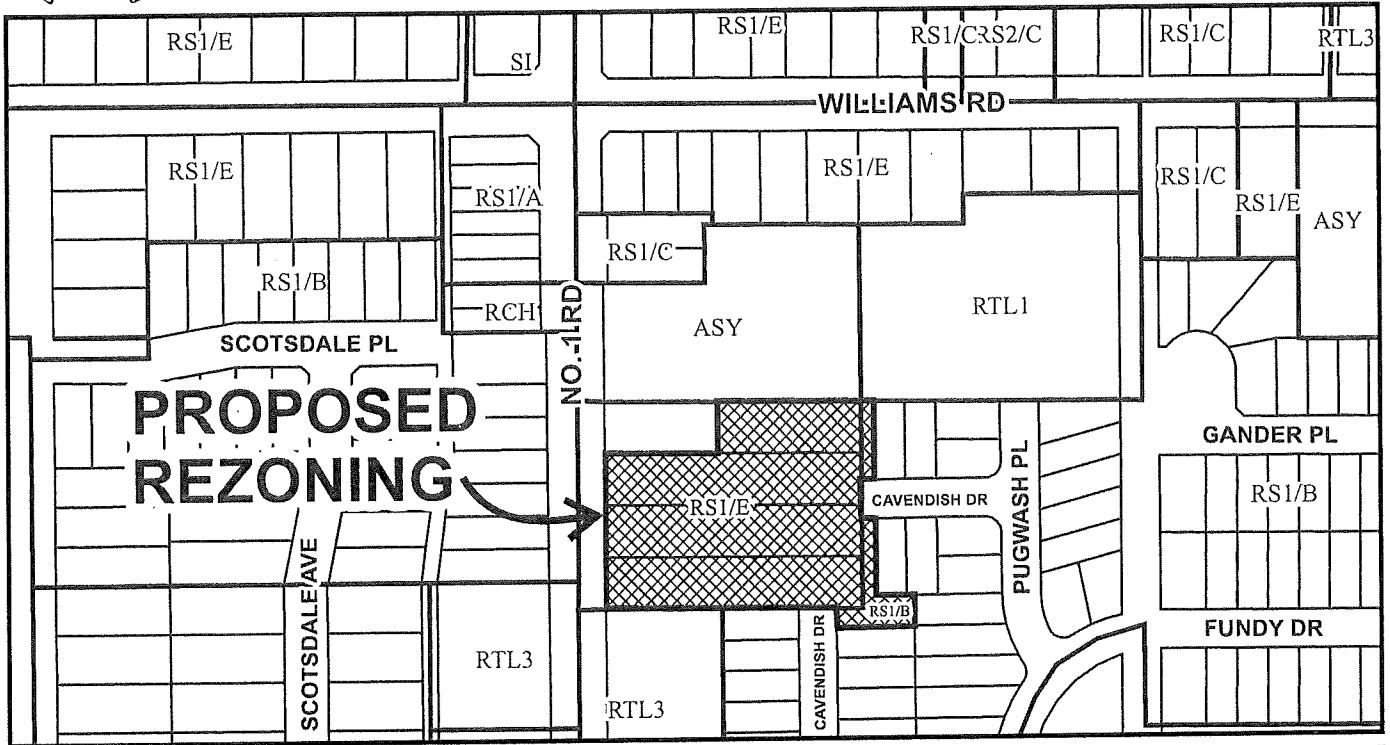 RS1/E
SI
RS1/E
RS1/C
RS2/C
RS1/C
RTL3
WILLIAMS RD
RS1/E
RS1/A
RS1/E
RS1/C
RS1/E
ASY
RS1/B
RS1/C
RCH
NO. 1 RD
ASY
RTL1
SCOTSDALE PL
PROPOSED
REZONING
RS1/E
CAVENDISH DR
PUGWASH PL
GANDER PL
RS1/B
RS1/B
FUNDY DR
SCOTSDALE AVE
RTL3
RTL3
CAVENDISH DR